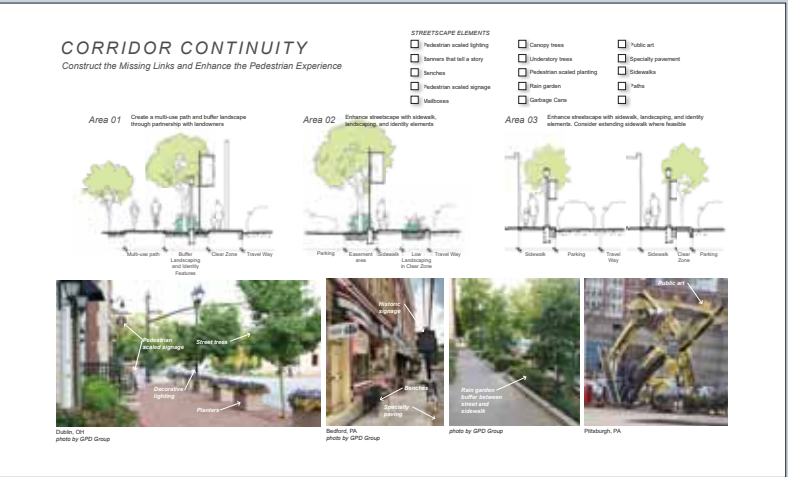 CORRIDOR CONTINUITY
Construct the Missing Links and Enhance the Pedestrian Experience
STREETSCAPE ELEMENTS
Pedestrian scaled lighting
Banners that tell a story
Benches
Pedestrian scaled signage
Mailboxes
Canopy trees
Understory trees
Pedestrian scaled planting
Rain garden
Garbage Cans
Public art
Specialty pavement
Sidewalks
Paths
Area 01
Create a multi-use path and buffer landscape
through partnership with landowners
Area 02
Enhance streetscape with sidewalk,
landscaping, and identity elements
Area 03
Enhance streetscape with sidewalk, landscaping, and identity
elements. Consider extending sidewalk where feasible
Multi-use path
Buffer
Landscaping
and Identity
Features
Clear Zone
Travel Way
Parking
Easement
area
Sidewalk
Low
Landscaping
in Clear Zone
Travel Way
Sidewalk
Parking
Travel
Way
Sidewalk
Clear
Zone
Parking
Pedestrian
scaled signage
Street trees
Decorative
lighting
Planters
Historic
signage
Benches
Specialty
paving
Rain garden
buffer between
street and
sidewalk
Public art
Dublin, OH
photo by GPD Group
Bedford, PA
photo by GPD Group
photo by GPD Group
Pittsburgh, PA